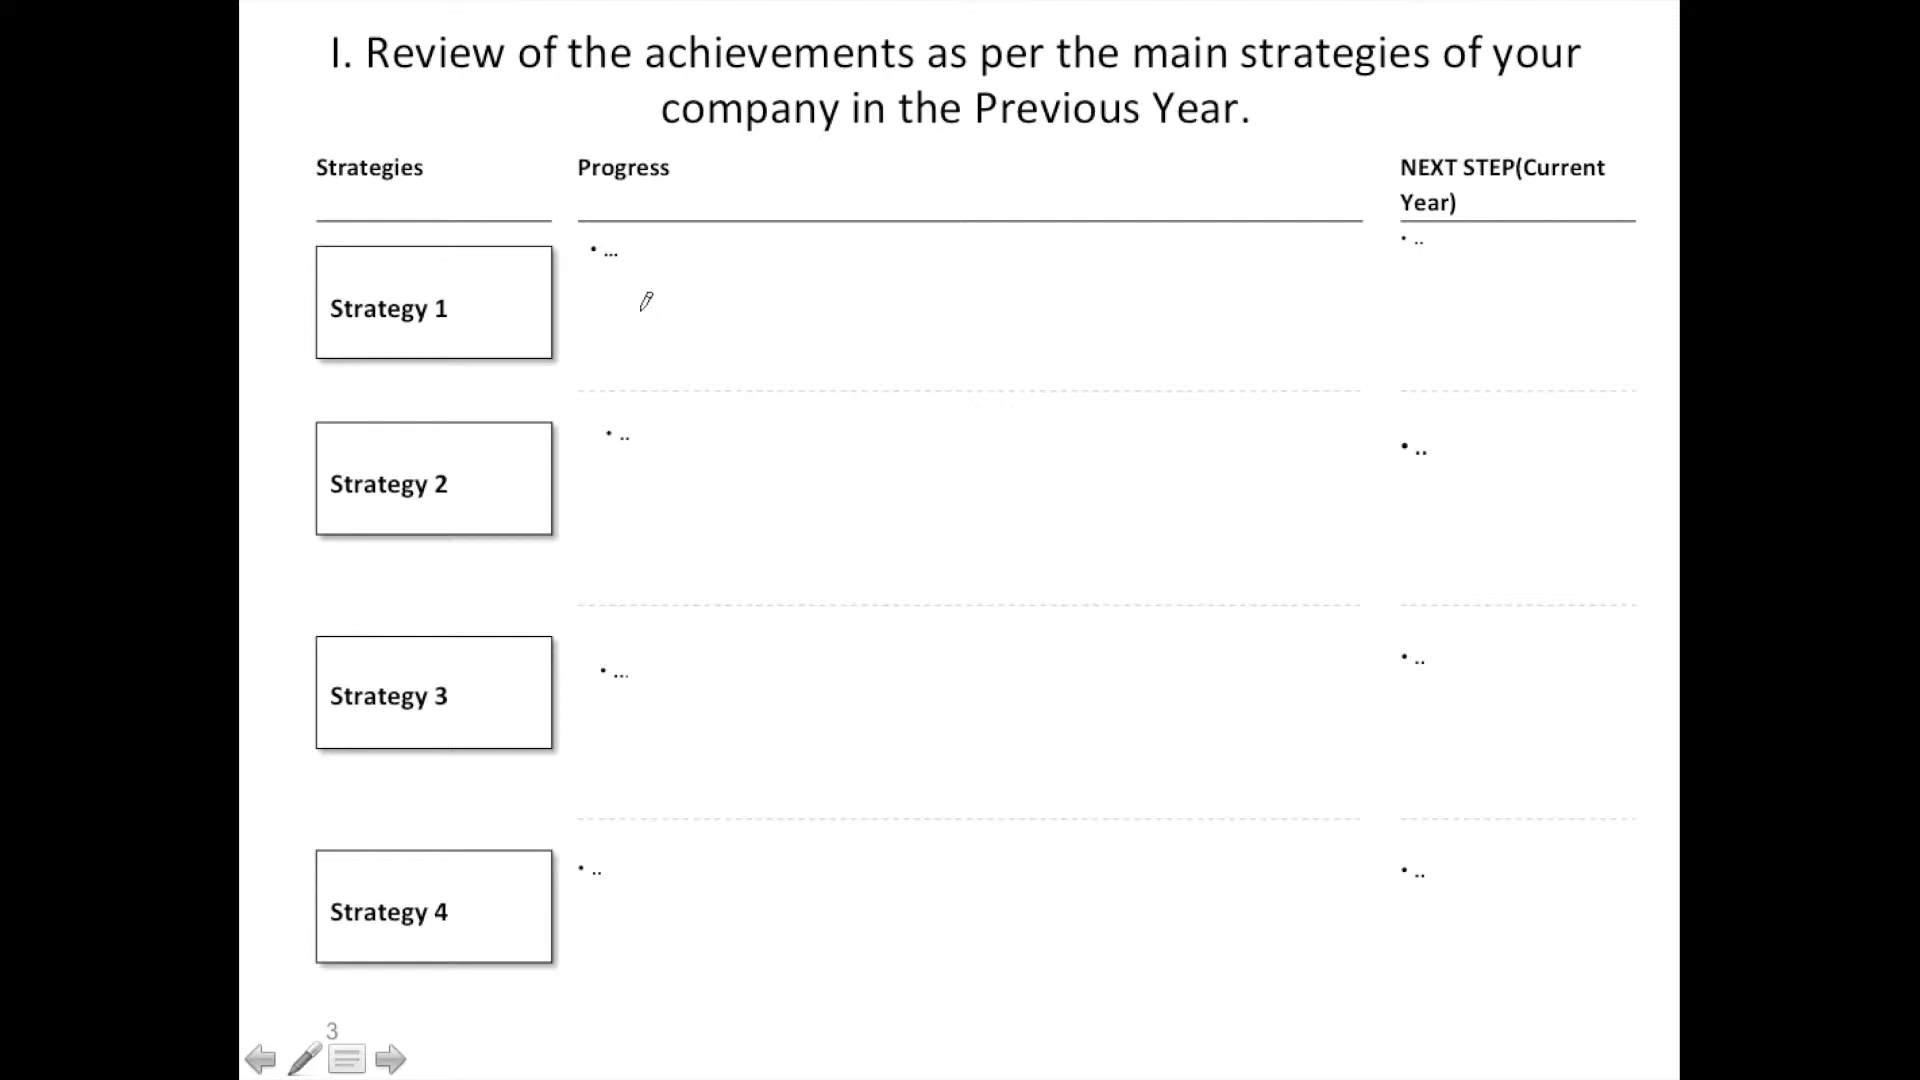 I. Review of the achievements as per the main strategies of your
company in the Previous Year.
Strategies
Progress
NEXT STEP(Current
Year)
Strategy 1
• ...
• ..
Strategy 2
• ..
• ..
Strategy 3
• ...
• ..
Strategy 4
• ..
• ..
3